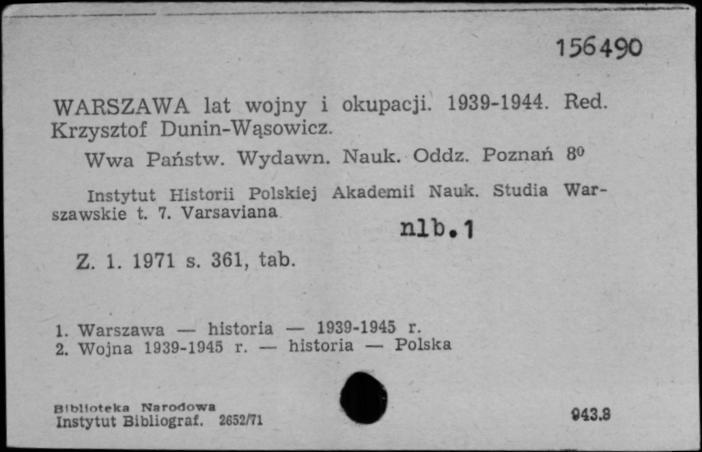 156490
WARSZAWA lat wojny i okupacji. 1939-1944. Red.
Krzysztof Dunin-Wąsowicz.
Wwa Państw. Wydawn. Nauk. Oddz. Poznań 8º
Instytut Historii Polskiej Akademii Nauk. Studia War-
szawskie t. 7. Varsaviana
nlb.1
Z. 1. 1971 s. 361, tab.
1. Warszawa — historia — 1939-1945 r.
2. Wojna 1939-1945 r. — historia — Polska
Biblioteka Narodowa
Instytut Bibliograf. 2652/71
943.8